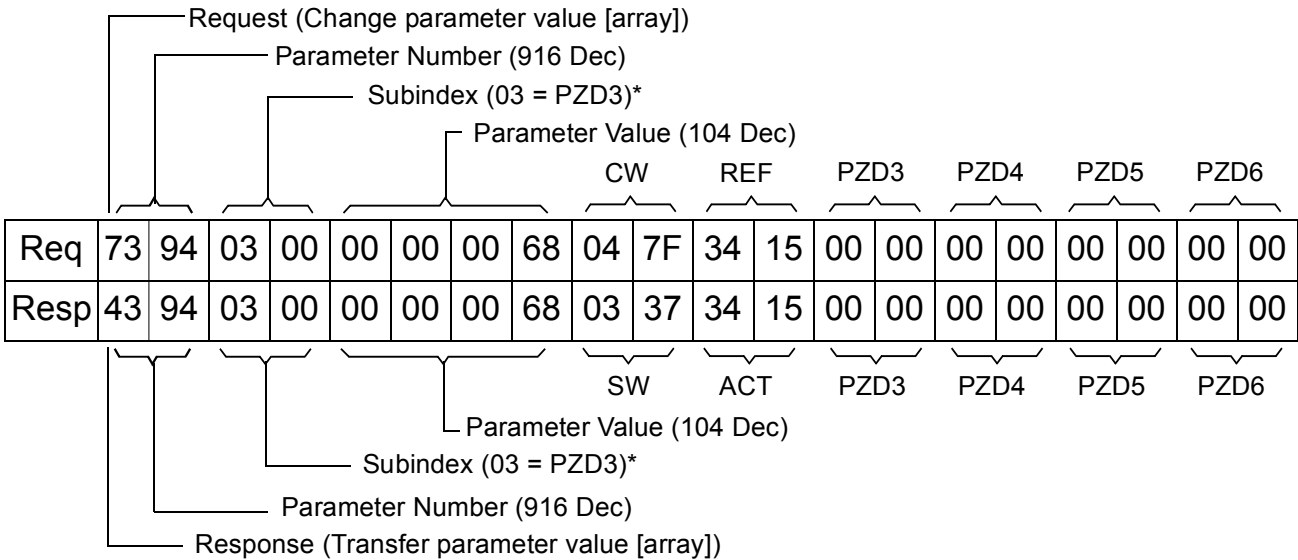 Request (Change parameter value [array])
Parameter Number (916 Dec)
Subindex (03 = PZD3)*
Parameter Value (104 Dec)
CW REF PZD3 PZD4 PZD5 PZD6
Req 73 94 03 00 00 00 00 68 04 7F 34 15 00 00 00 00 00 00 00 00
Resp 43 94 03 00 00 00 00 68 03 37 34 15 00 00 00 00 00 00 00 00
SW ACT PZD3 PZD4 PZD5 PZD6
Parameter Value (104 Dec)
Subindex (03 = PZD3)*
Parameter Number (916 Dec)
Response (Transfer parameter value [array])